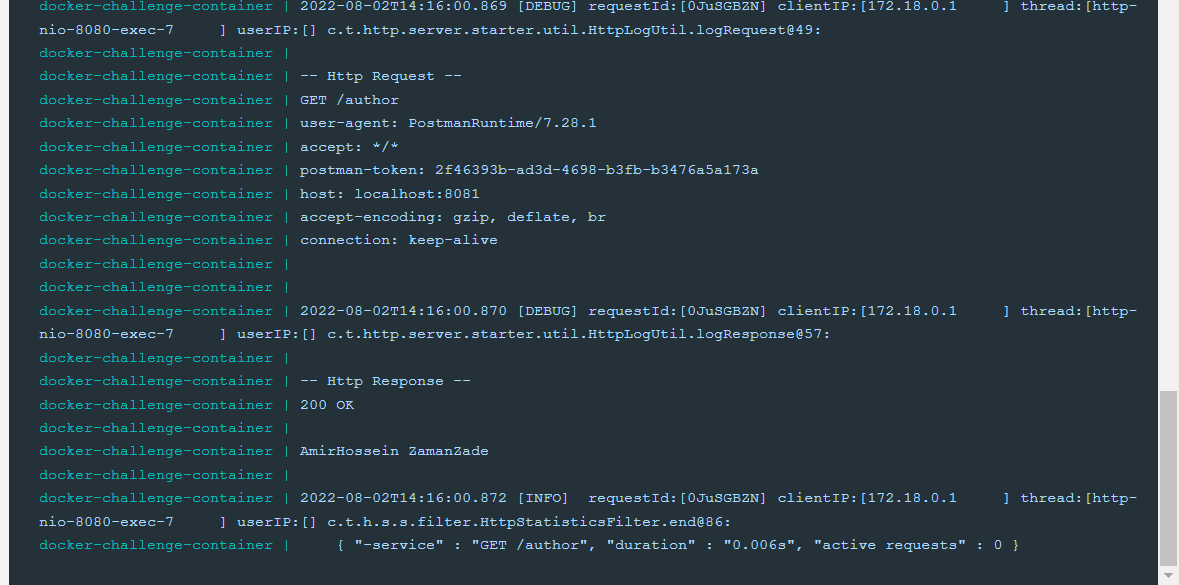 docker-challenge-container | 2022-08-02T14:16:00.869 [DEBUG] requestId:[0JuSGBZN] clientIP:[172.18.0.1     ] thread:[http-
nio-8080-exec-7     ] userIP:[] c.t.http.server.starter.util.HttpLogUtil.logRequest@49:
docker-challenge-container |
docker-challenge-container | -- Http Request --
docker-challenge-container | GET /author
docker-challenge-container | user-agent: PostmanRuntime/7.28.1
docker-challenge-container | accept: */*
docker-challenge-container | postman-token: 2f46393b-ad3d-4698-b3fb-b3476a5a173a
docker-challenge-container | host: localhost:8081
docker-challenge-container | accept-encoding: gzip, deflate, br
docker-challenge-container | connection: keep-alive
docker-challenge-container |
docker-challenge-container |
docker-challenge-container | 2022-08-02T14:16:00.870 [DEBUG] requestId:[0JuSGBZN] clientIP:[172.18.0.1     ] thread:[http-
nio-8080-exec-7     ] userIP:[] c.t.http.server.starter.util.HttpLogUtil.logResponse@57:
docker-challenge-container |
docker-challenge-container | -- Http Response --
docker-challenge-container | 200 OK
docker-challenge-container |
docker-challenge-container | AmirHossein ZamanZade
docker-challenge-container |
docker-challenge-container | 2022-08-02T14:16:00.872 [INFO]  requestId:[0JuSGBZN] clientIP:[172.18.0.1     ] thread:[http-
nio-8080-exec-7     ] userIP:[] c.t.h.s.s.filter.HttpStatisticsFilter.end@86:
docker-challenge-container |     { "-service" : "GET /author", "duration" : "0.006s", "active requests" : 0 }